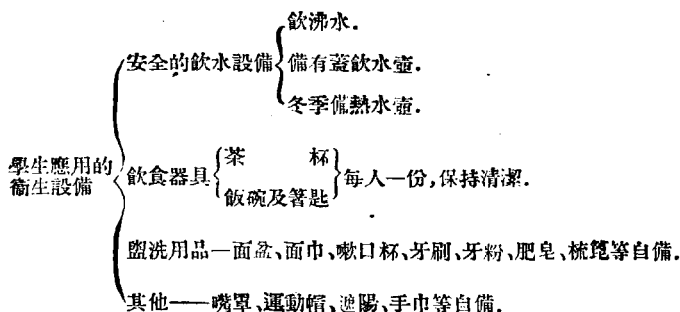 飲沸水.
安全的飲水設備
備有蓋飲水壺.
冬季備熱水壺.
學生應用的
衞生設備
飲食器具
茶 杯
飯碗及箸匙
每人一份,保持清潔.
盥洗用品—面盆、面巾、嗽口杯、牙刷、牙粉、肥皂、梳篦等自備.
其他——嘴罩、運動帽、遮陽、手巾等自備.